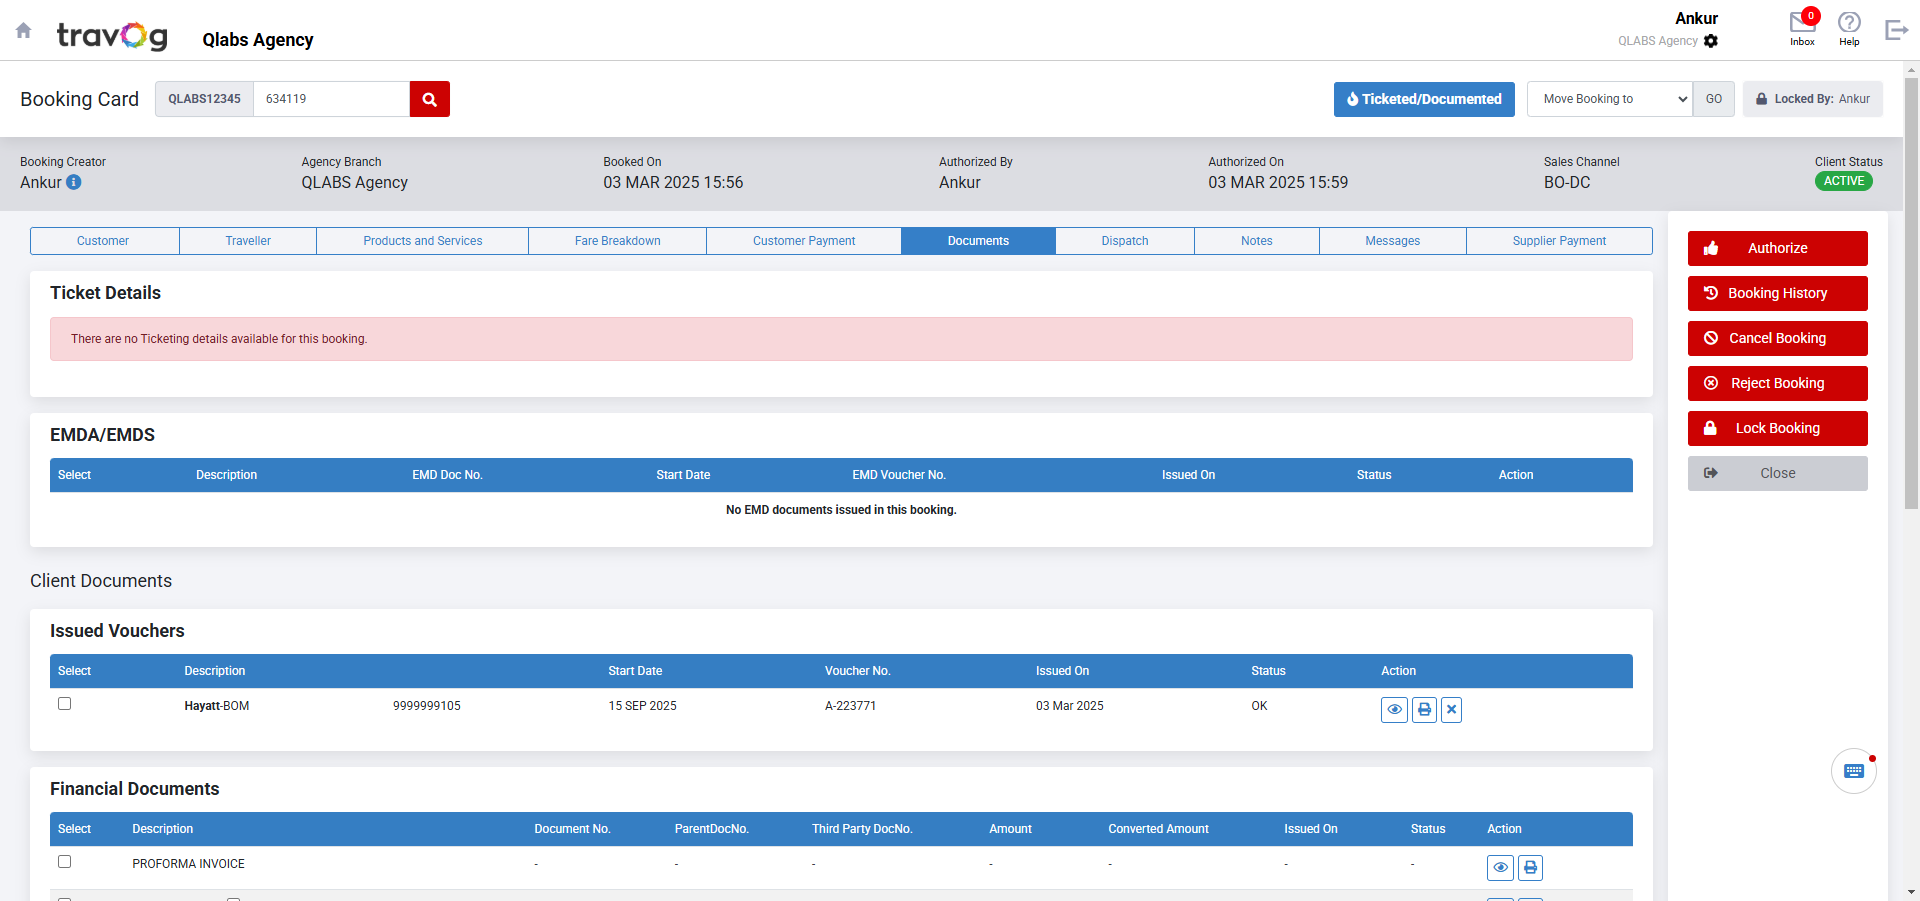 travog
Qlabs Agency
Ankur
QLABS Agency
0
Inbox
Help
Booking Card
QLABS12345
634119
Ticketed/Documented
Move Booking to
GO
Locked By: Ankur
Booking Creator
Ankur
Agency Branch
QLABS Agency
Booked On
03 MAR 2025 15:56
Authorized By
Ankur
Authorized On
03 MAR 2025 15:59
Sales Channel
BO-DC
Client Status
ACTIVE
Customer
Traveller
Products and Services
Fare Breakdown
Customer Payment
Documents
Dispatch
Notes
Messages
Supplier Payment
Authorize
Booking History
Cancel Booking
Reject Booking
Lock Booking
Close
Ticket Details
There are no Ticketing details available for this booking.
EMDA/EMDS
Select Description EMD Doc No. Start Date EMD Voucher No. Issued On Status Action
No EMD documents issued in this booking.
Client Documents
Issued Vouchers
Select Description Start Date Voucher No. Issued On Status Action
Hayatt-BOM 9999999105 15 SEP 2025 A-223771 03 Mar 2025 OK
Financial Documents
Select Description Document No. ParentDocNo. Third Party DocNo. Amount Converted Amount Issued On Status Action
PROFORMA INVOICE - - - - - - -